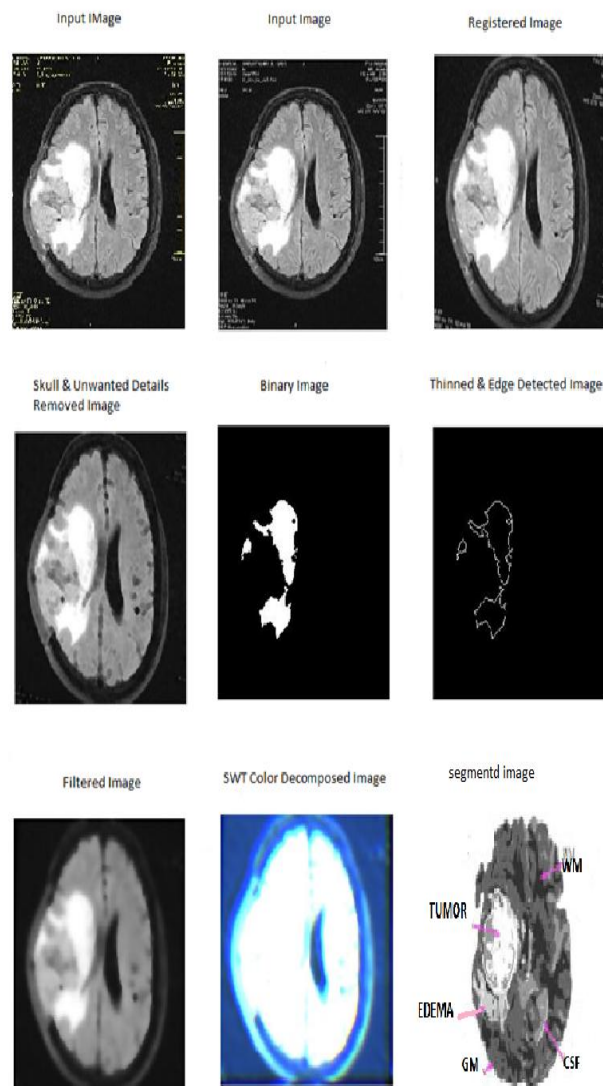 Input IMage
Input Image
Registered Image
Skull & Unwanted Details
Removed Image
Binary Image
Thinned & Edge Detected Image
Filtered Image
SWT Color Decomposed Image
segmentd image
WM
TUMOR
EDEMA
GM
CSF